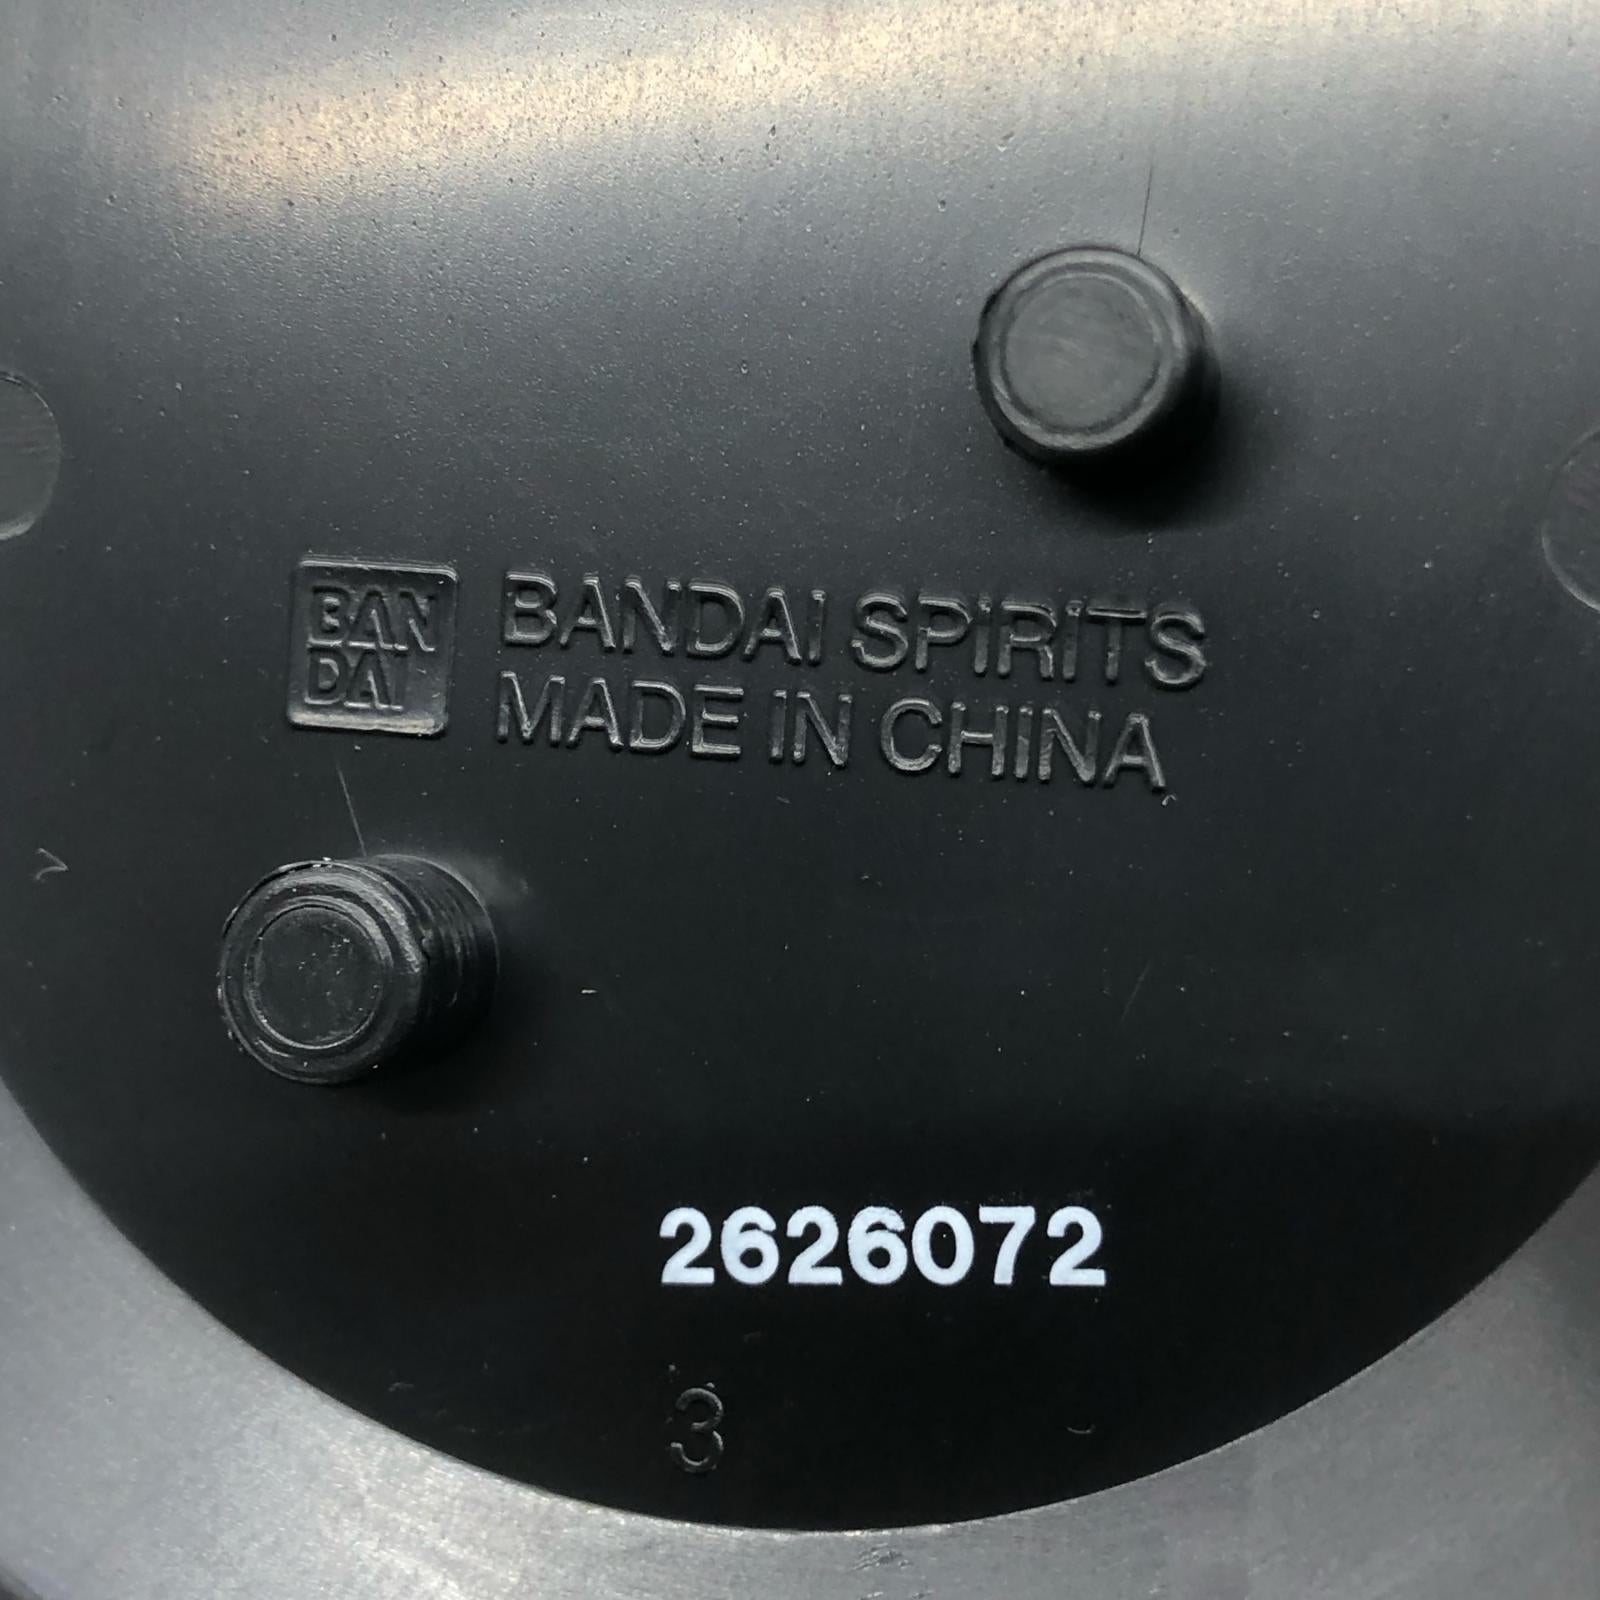 BAN
DAI
BANDAI SPIRITS
MADE IN CHINA
2626072
3